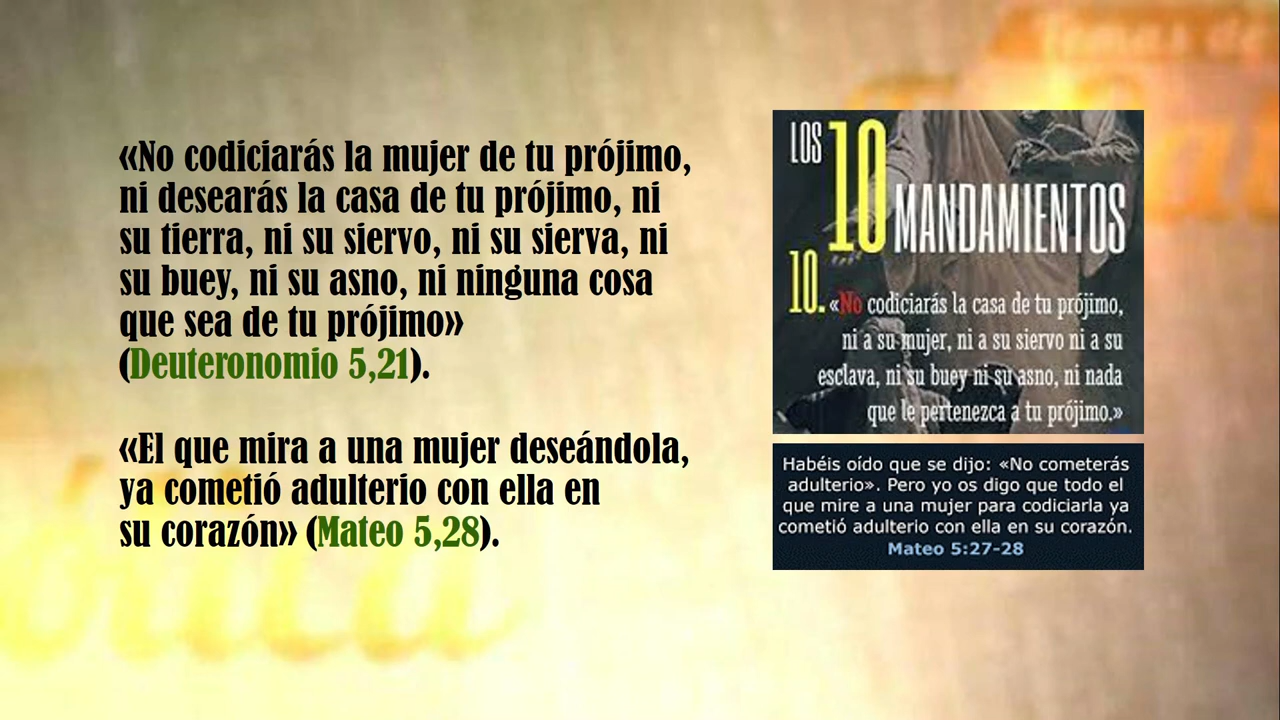 «No codiciarás la mujer de tu prójimo,
ni desearás la casa de tu prójimo, ni
su tierra, ni su siervo, ni su sierva, ni
su buey, ni su asno, ni ninguna cosa
que sea de tu prójimo»
(Deuteronomio 5,21).
«El que mira a una mujer deseándola,
ya cometió adulterio con ella en
su corazón» (Mateo 5,28).
LOS 10 MANDAMIENTOS
10. «No codiciarás la casa de tu prójimo,
ni a su mujer, ni a su siervo ni a su
esclava, ni su buey ni su asno, ni nada
que le pertenezca a tu prójimo.»
Habéis oído que se dijo: «No cometerás
adulterio». Pero yo os digo que todo el
que mire a una mujer para codiciarla ya
cometió adulterio con ella en su corazón.
Mateo 5:27-28